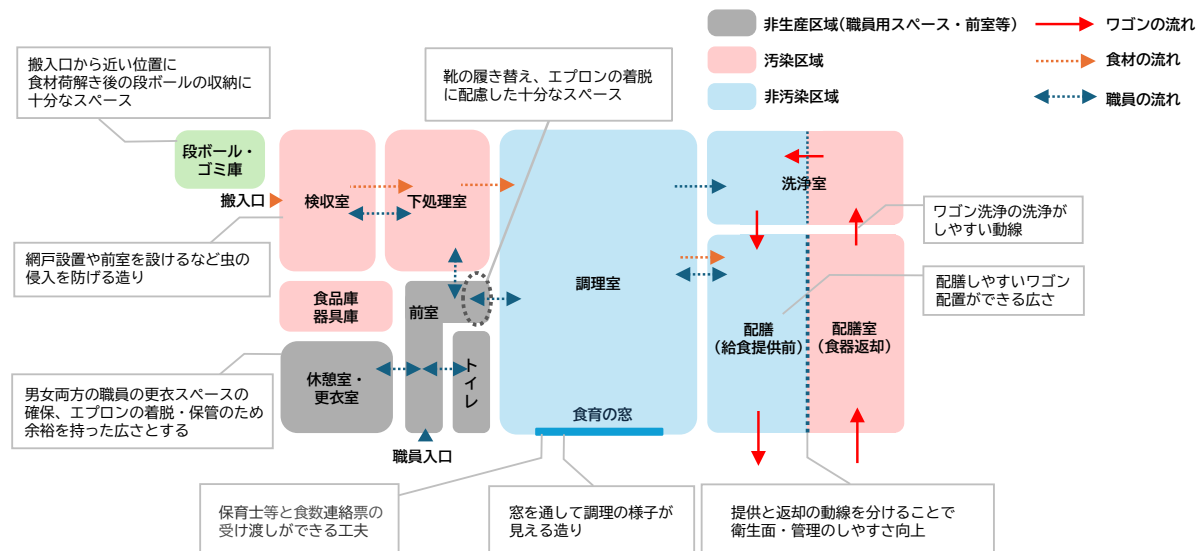 非生産区域(職員用スペース・前室等)
ワゴンの流れ
汚染区域
食材の流れ
非汚染区域
職員の流れ
搬入口から近い位置に
食材荷解き後の段ボールの収納に
十分なスペース
靴の履き替え、エプロンの着脱
に配慮した十分なスペース
段ボール・
ゴミ庫
搬入口
検収室
下処理室
洗浄室
ワゴン洗浄の洗浄が
しやすい動線
網戸設置や前室を設けるなど虫の
侵入を防げる造り
食品庫
器具庫
前室
調理室
配膳しやすいワゴン
配置ができる広さ
配膳
(給食提供前)
配膳室
(食器返却)
男女両方の職員の更衣スペースの
確保、エプロンの着脱・保管のため
余裕を持った広さとする
休憩室・
更衣室
トイレ
食育の窓
職員入口
保育士等と食数連絡票の
受け渡しができる工夫
窓を通して調理の様子が
見える造り
提供と返却の動線を分けることで
衛生面・管理のしやすさ向上